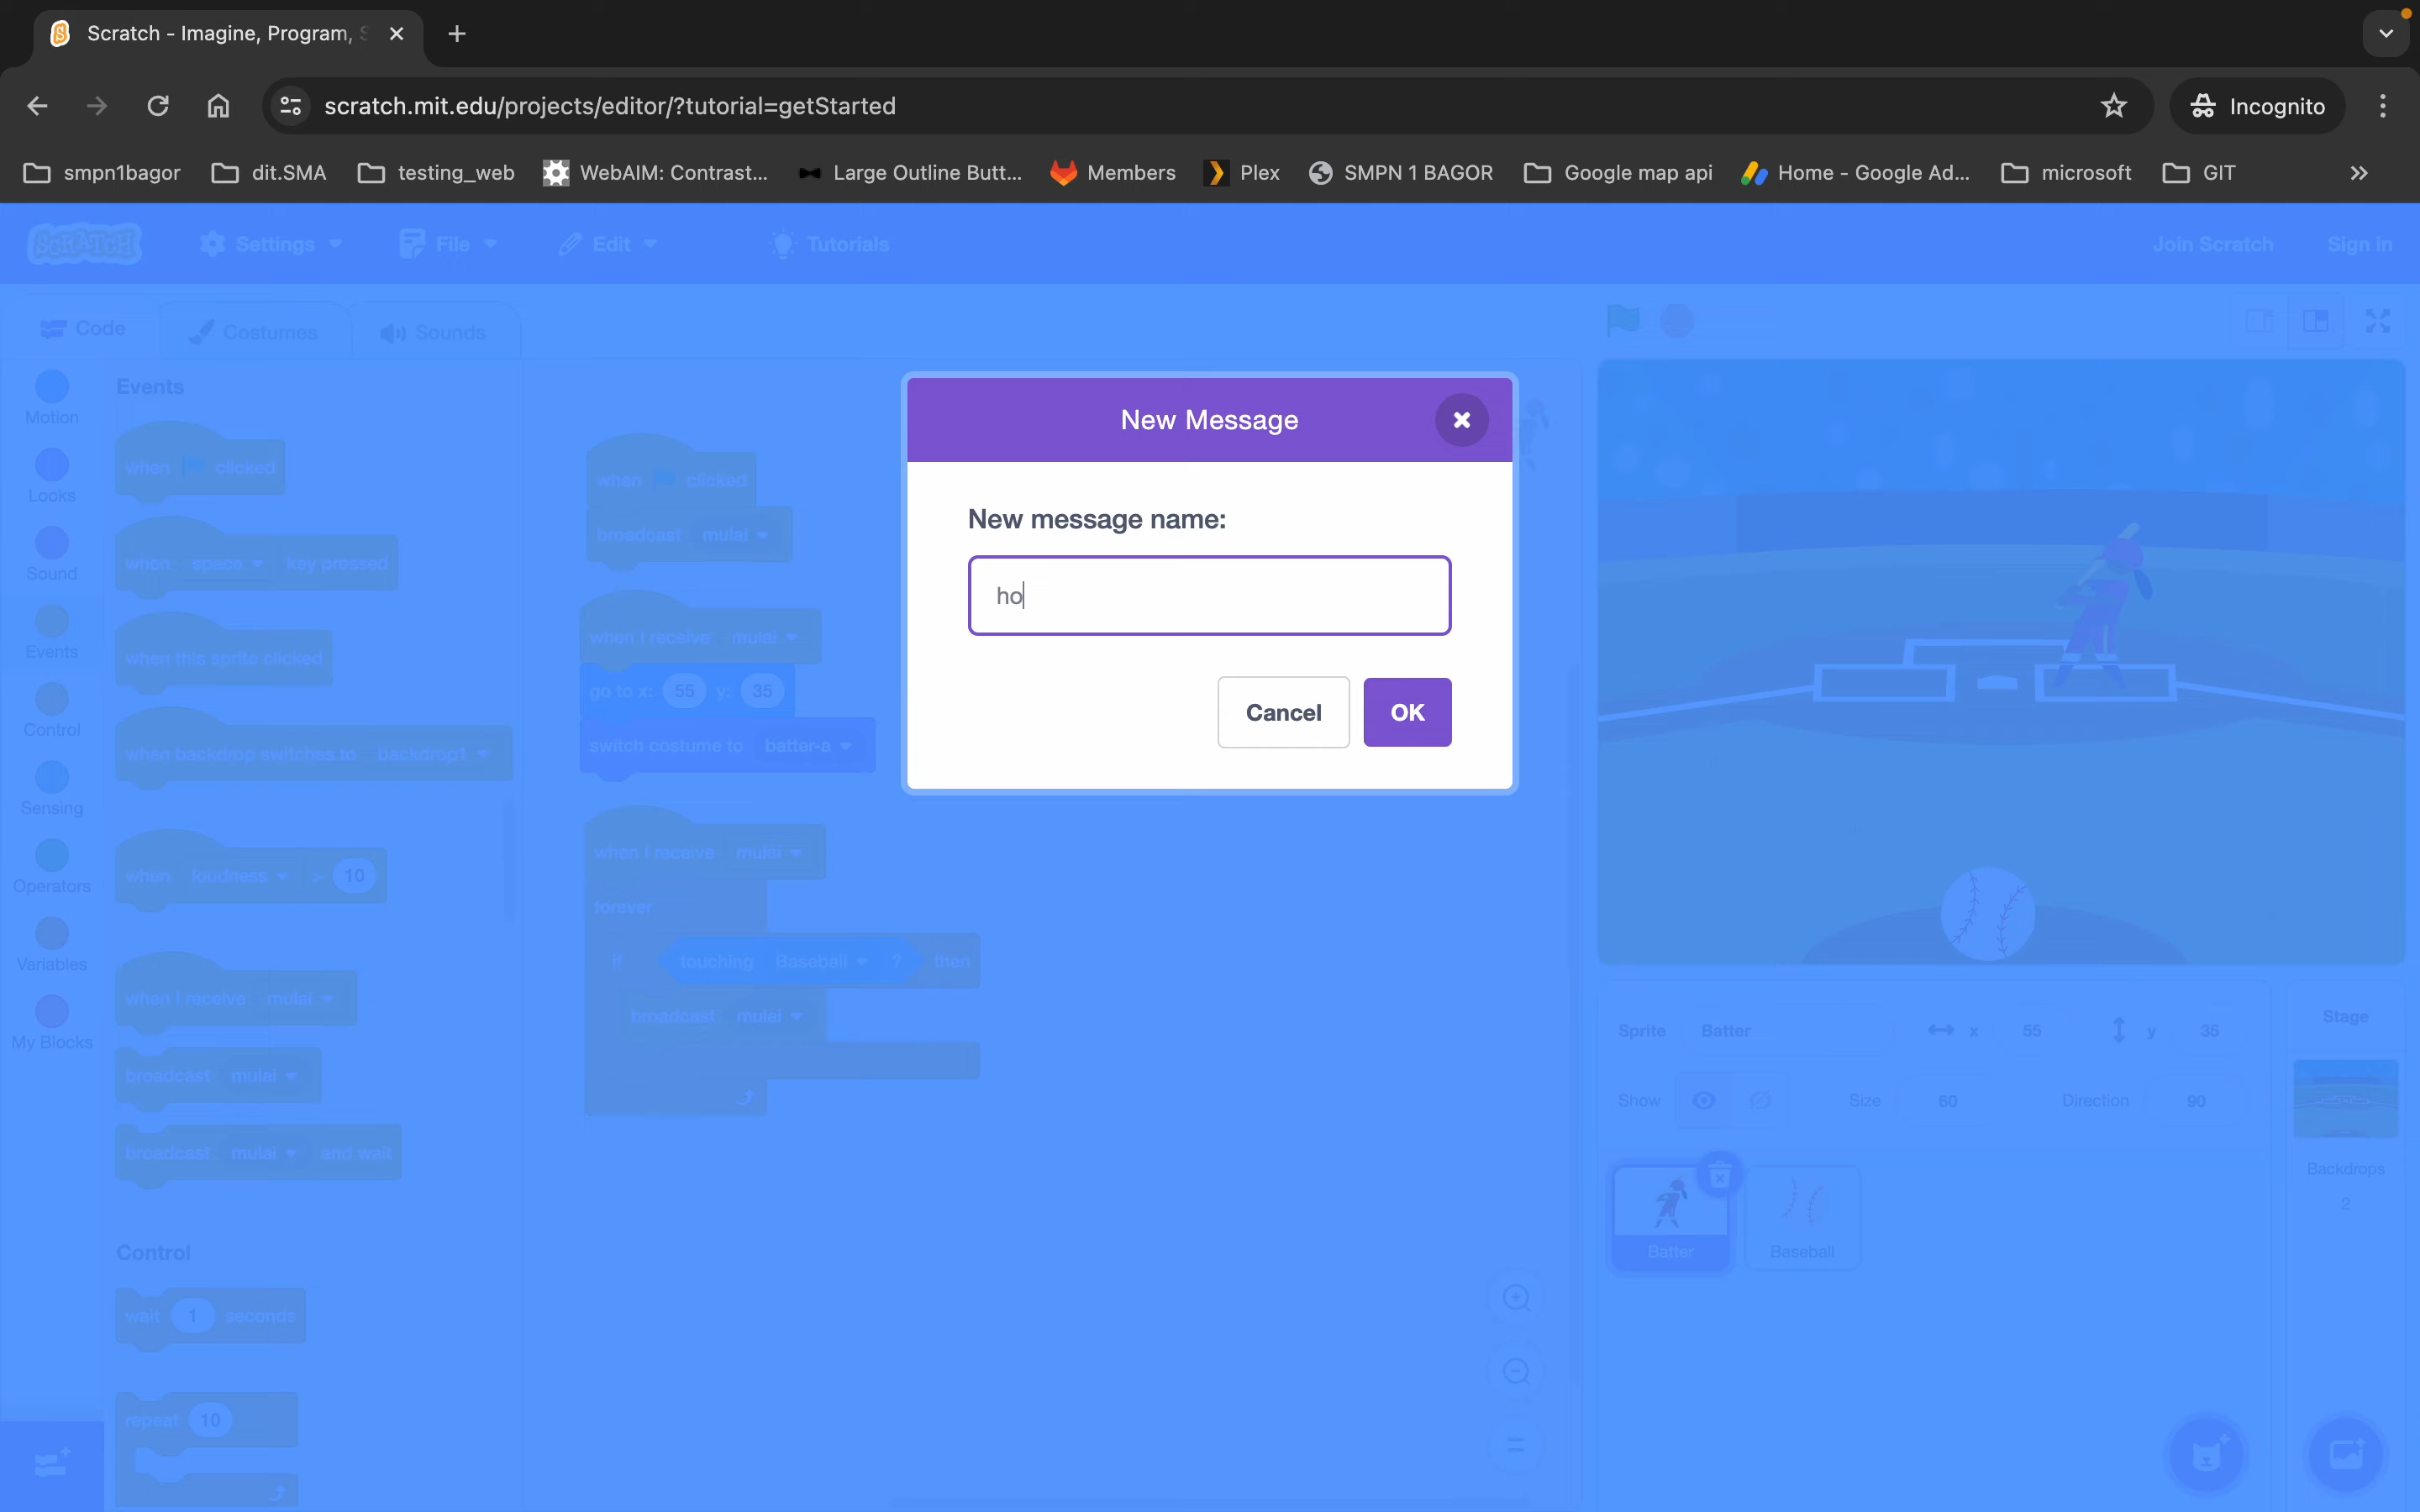 Scratch - Imagine, Program, S
scratch.mit.edu/projects/editor/?tutorial=getStarted
Incognito
smpn1bagor
dit.SMA
testing_web
WebAIM: Contrast...
Large Outline Butt...
Members
Plex
SMPN 1 BAGOR
Google map api
Home - Google Ad...
microsoft
GIT
SCRATCH
Settings
File
Edit
Tutorials
Join Scratch
Sign in
Code
Costumes
Sounds
Motion
Looks
Sound
Events
Control
Sensing
Operators
Variables
My Blocks
Events
when clicked
when space key pressed
when this sprite clicked
when backdrop switches to backdrop1
when loudness > 10
when I receive mulai
broadcast mulai
broadcast mulai and wait
Control
wait 1 seconds
repeat 10
when clicked
broadcast mulai
when I receive mulai
go to x: 55 y: 35
switch costume to batter-a
when I receive mulai
forever
if touching Baseball ? then
broadcast mulai
New Message
New message name:
ho
Cancel
OK
Sprite Batter x 55 y 35
Show Size 60 Direction 90
Batter
Baseball
Stage
Backdrops
2